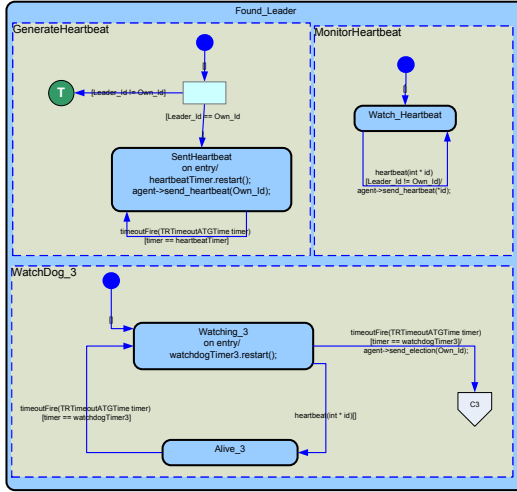 Found_Leader
GenerateHeartbeat
[]
T
[Leader_Id != Own_Id]
[Leader_Id == Own_Id
SentHeartbeat
on entry/
heartbeatTimer.restart();
agent->send_heartbeat(Own_Id);
timeoutFire(TRTimeoutATGTime timer)
[timer == heartbeatTimer]
MonitorHeartbeat
[]
Watch_Heartbeat
heartbeat(int * id)
[Leader_Id != Own_Id]/
agent->send_heartbeat(*id);
WatchDog_3
[]
Watching_3
on entry/
watchdogTimer3.restart();
timeoutFire(TRTimeoutATGTime timer)
[timer == watchdogTimer3]/
agent->send_election(Own_Id);
C3
timeoutFire(TRTimeoutATGTime timer)
[timer == watchdogTimer3]
heartbeat(int * id)[]
Alive_3